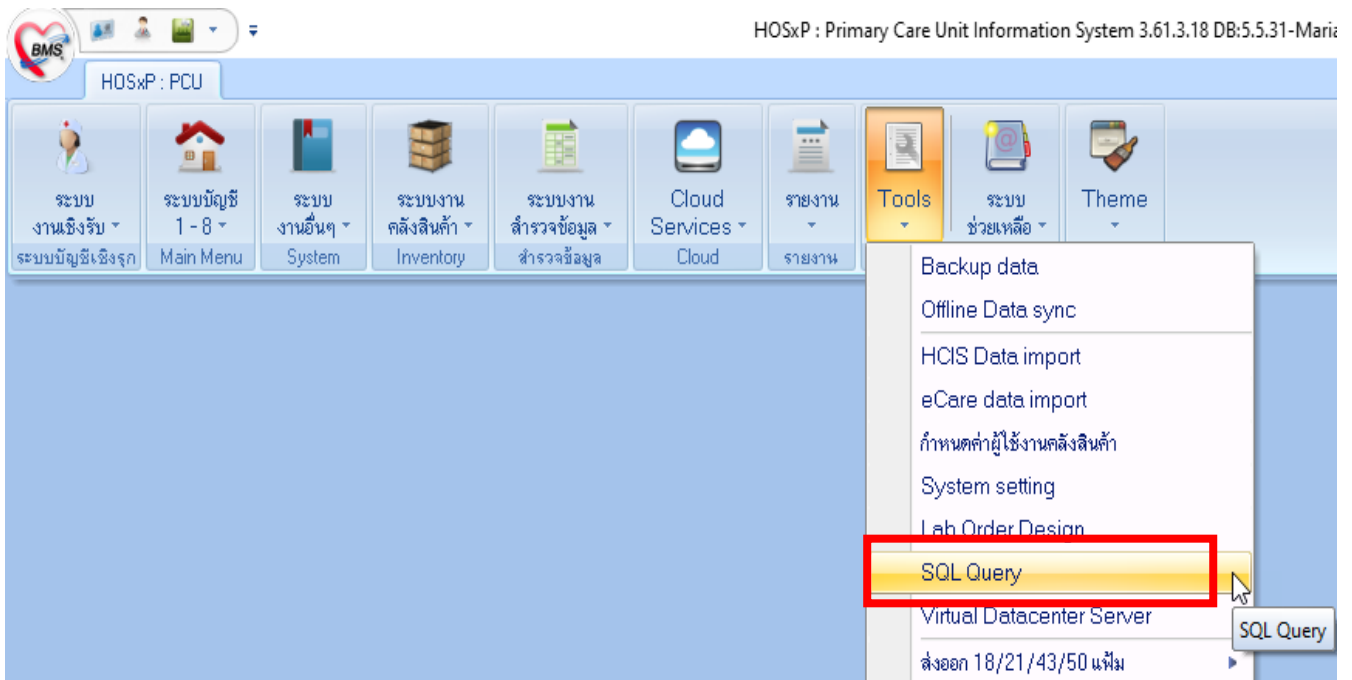 BMS
HOSxP : Primary Care Unit Information System 3.61.3.18 DB:5.5.31-Maria
HOSxP : PCU
ระบบ
งานเชิงรับ
ระบบบัญชี
1 - 8
ระบบ
งานอื่นๆ
ระบบงาน
คลังสินค้า
ระบบงาน
สำรวจข้อมูล
Cloud
Services
รายงาน
Tools
ระบบ
ช่วยเหลือ
Theme
ระบบบัญชีเชิงรุก
Main Menu
System
Inventory
สำรวจข้อมูล
Cloud
รายงาน
Backup data
Offline Data sync
HCIS Data import
eCare data import
กำหนดค่าผู้ใช้งานคลังสินค้า
System setting
Lab Order Design
SQL Query
Virtual Datacenter Server
SQL Query
ส่งออก 18/21/43/50 แฟ้ม